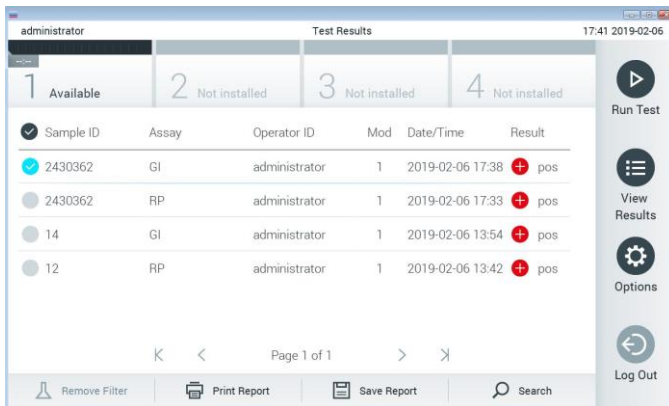 administrator Test Results 17:41 2019-02-06
--:--
1 Available 2 Not installed 3 Not installed 4 Not installed
Run Test
Sample ID Assay Operator ID Mod Date/Time Result
2430362 GI administrator 1 2019-02-06 17:38 pos
2430362 RP administrator 1 2019-02-06 17:33 pos
14 GI administrator 1 2019-02-06 13:54 pos
12 RP administrator 1 2019-02-06 13:42 pos
View
Results
Options
Page 1 of 1
Log Out
Remove Filter Print Report Save Report Search